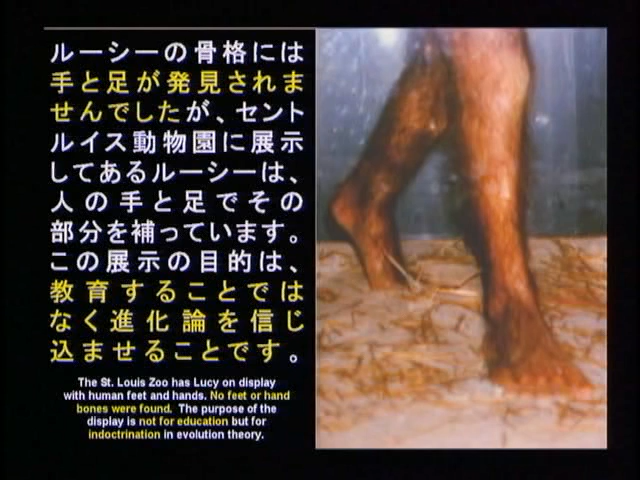 ルーシーの骨格には
手と足が発見されま
せんでしたが、セント
ルイス動物園に展示
してあるルーシーは、
人の手と足でその
部分を補っています。
この展示の目的は、
教育することでは
なく進化論を信じ
込ませることです。
The St. Louis Zoo has Lucy on display
with human feet and hands. No feet or hand
bones were found. The purpose of the
display is not for education but for
indoctrination in evolution theory.